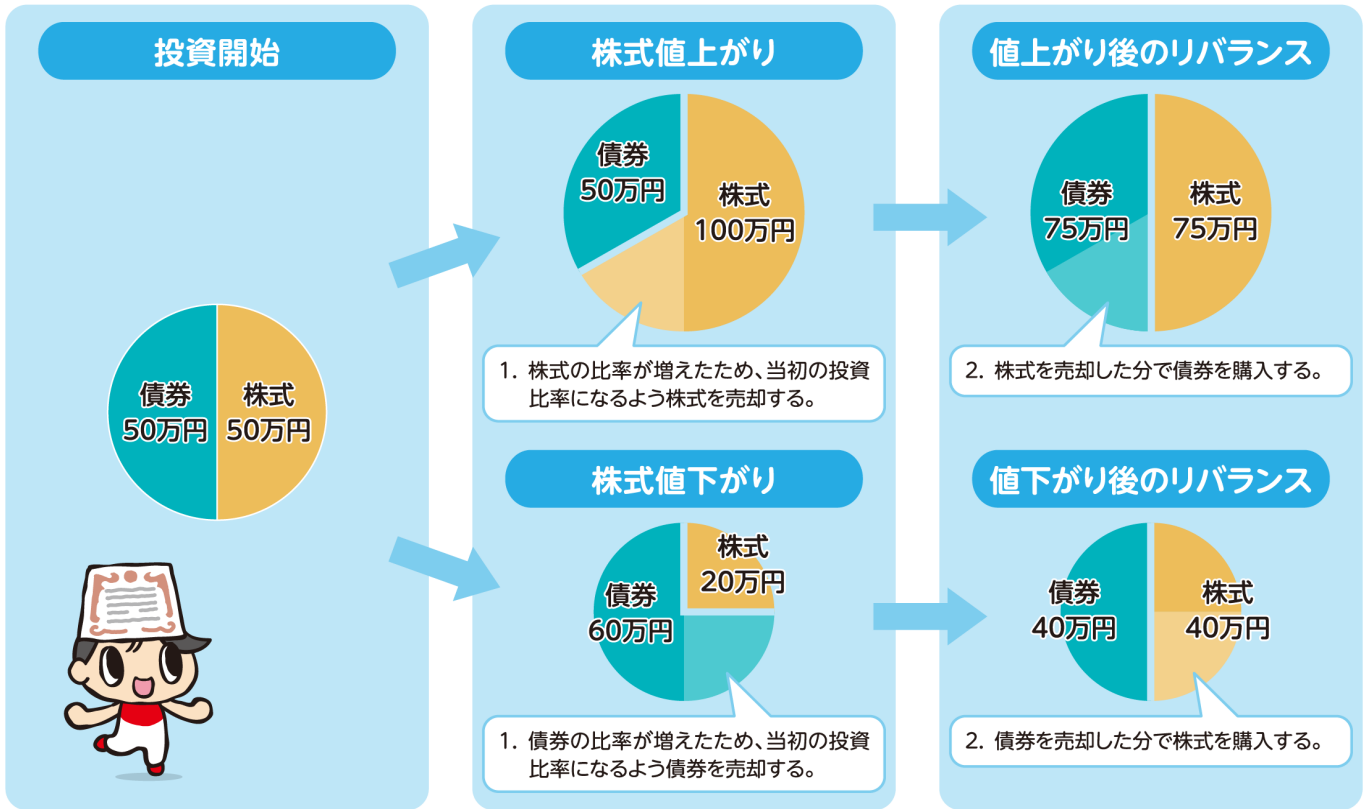 投資開始
債券
50万円
株式
50万円
株式値上がり
債券
50万円
株式
100万円
1. 株式の比率が増えたため、当初の投資
比率になるよう株式を売却する。
値上がり後のリバランス
債券
75万円
株式
75万円
2. 株式を売却した分で債券を購入する。
株式値下がり
株式
20万円
債券
60万円
1. 債券の比率が増えたため、当初の投資
比率になるよう債券を売却する。
値下がり後のリバランス
債券
40万円
株式
40万円
2. 債券を売却した分で株式を購入する。